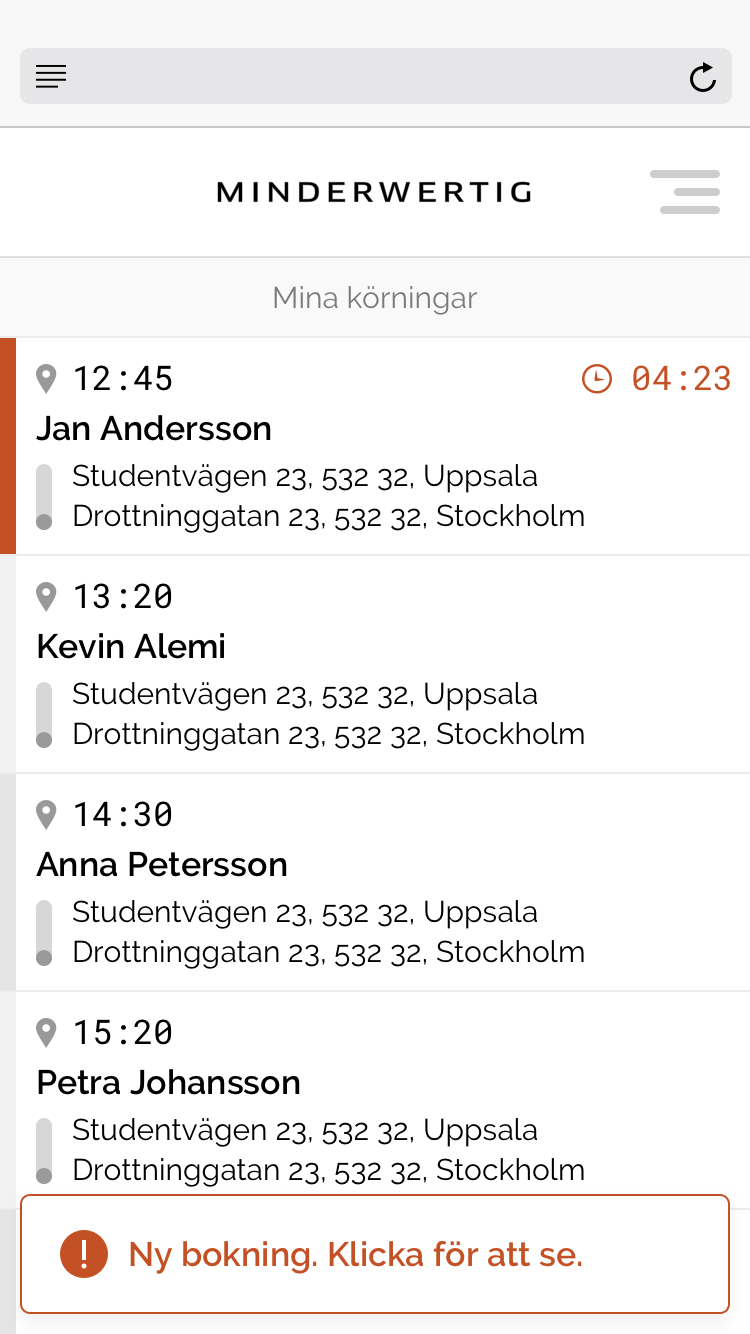 MINDERWERTIG
Mina körningar
12:45 04:23
Jan Andersson
Studentvägen 23, 532 32, Uppsala
Drottninggatan 23, 532 32, Stockholm
13:20
Kevin Alemi
Studentvägen 23, 532 32, Uppsala
Drottninggatan 23, 532 32, Stockholm
14:30
Anna Petersson
Studentvägen 23, 532 32, Uppsala
Drottninggatan 23, 532 32, Stockholm
15:20
Petra Johansson
Studentvägen 23, 532 32, Uppsala
Drottninggatan 23, 532 32, Stockholm
Ny bokning. Klicka för att se.